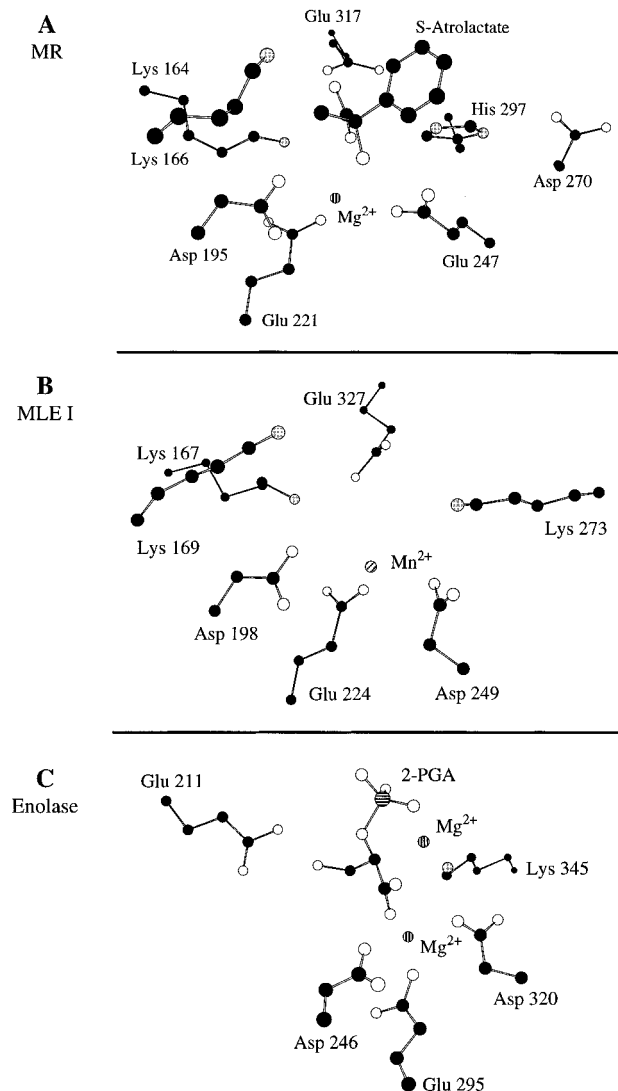 A
MR
Glu 317
S-Atrolactate
Lys 164
His 297
Lys 166
Asp 270
Mg2+
Asp 195
Glu 247
Glu 221
B
MLE I
Glu 327
Lys 167
Lys 273
Lys 169
Mn2+
Asp 198
Glu 224
Asp 249
C
Enolase
2-PGA
Glu 211
Mg2+
Lys 345
Mg2+
Asp 320
Asp 246
Glu 295